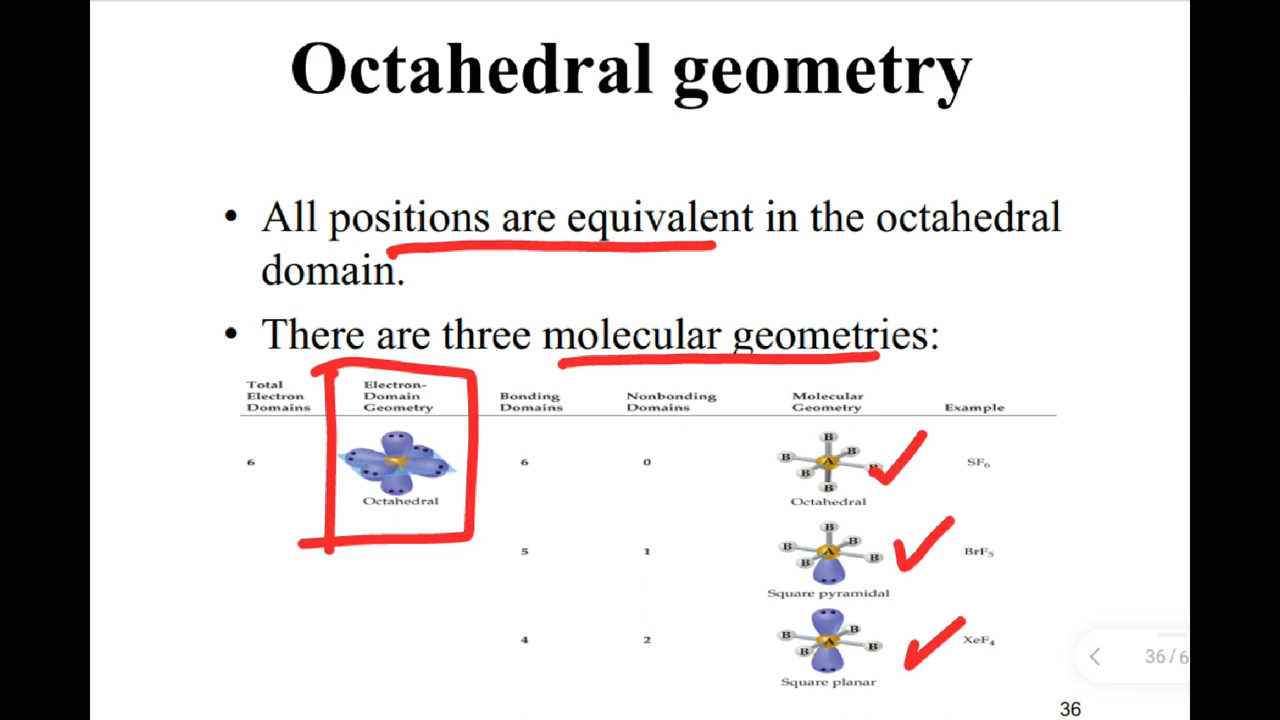 Octahedral geometry
• All positions are equivalent in the octahedral
domain.
• There are three molecular geometries:
Total Electron Domains
Electron-Domain Geometry
Bonding Domains
Nonbonding Domains
Molecular Geometry
Example
6
Octahedral
6
0
B B B A B B B
Octahedral
SF₆
5
1
B B B A B B
Square pyramidal
BrF₅
4
2
B B A B B
Square planar
XeF₄
36/6
36